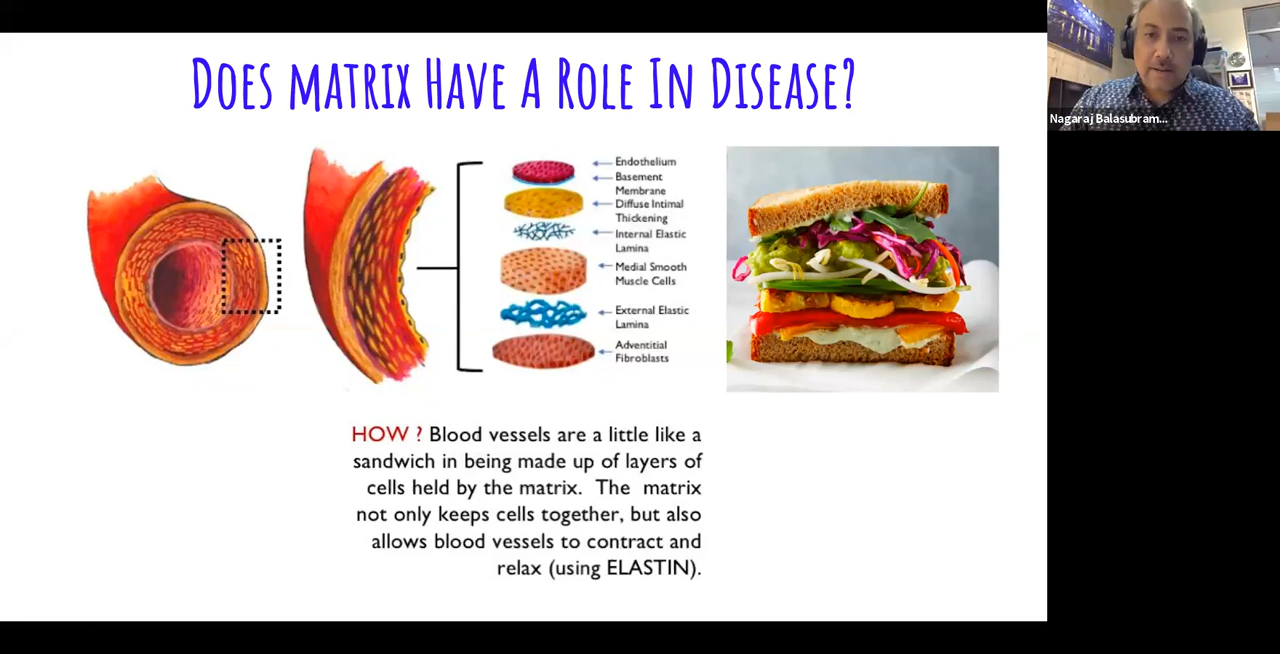 DOES MATRIX HAVE A ROLE IN DISEASE?
Nagaraj Balasubram...
Endothelium
Basement
Membrane
Diffuse Intimal
Thickening
Internal Elastic
Lamina
Medial Smooth
Muscle Cells
External Elastic
Lamina
Adventitial
Fibroblasts
HOW ? Blood vessels are a little like a
sandwich in being made up of layers of
cells held by the matrix. The matrix
not only keeps cells together, but also
allows blood vessels to contract and
relax (using ELASTIN).